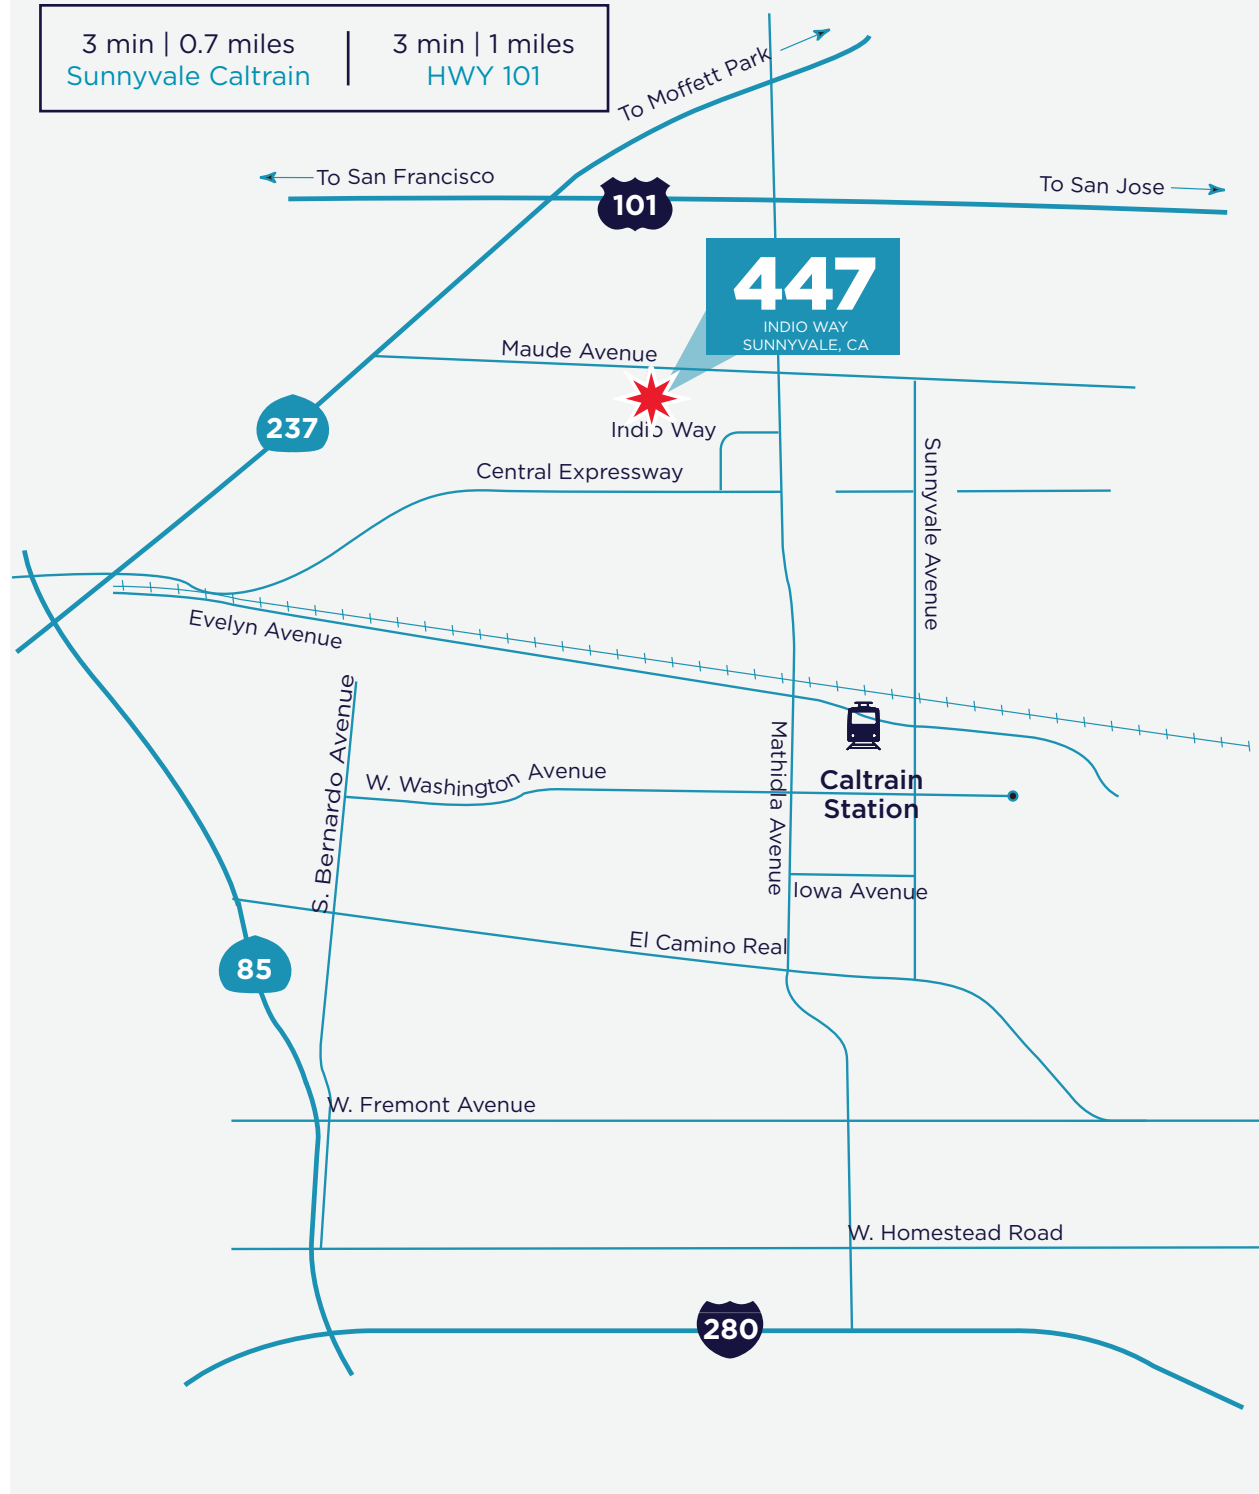 3 min | 0.7 miles
Sunnyvale Caltrain
3 min | 1 miles
HWY 101
To Moffett Park
To San Francisco
To San Jose
101
447
INDIO WAY
SUNNYVALE, CA
Maude Avenue
237
Indio Way
Central Expressway
Sunnyvale Avenue
Evelyn Avenue
S. Bernardo Avenue
W. Washington Avenue
Mathidla Avenue
Caltrain
Station
Iowa Avenue
El Camino Real
85
W. Fremont Avenue
W. Homestead Road
280